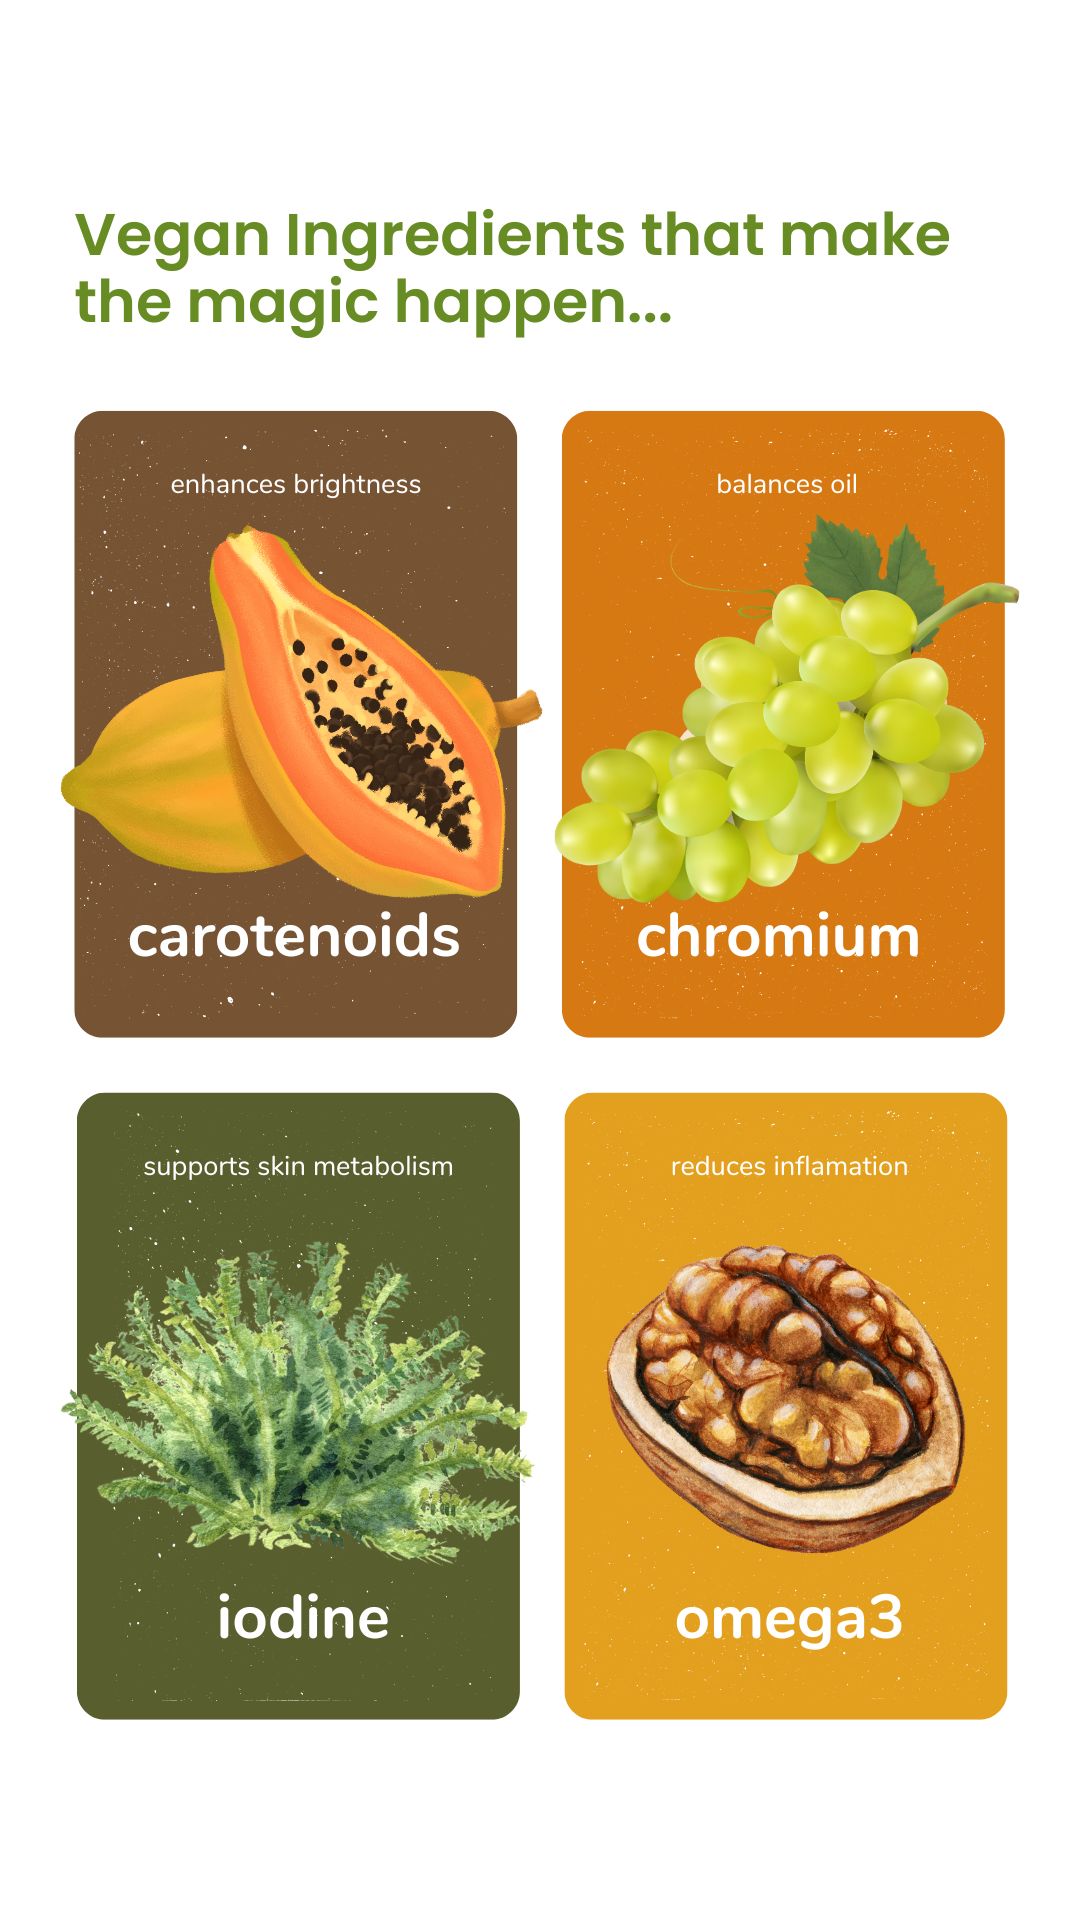 Vegan Ingredients that make
the magic happen...
enhances brightness
carotenoids
balances oil
chromium
supports skin metabolism
iodine
reduces inflamation
omega3